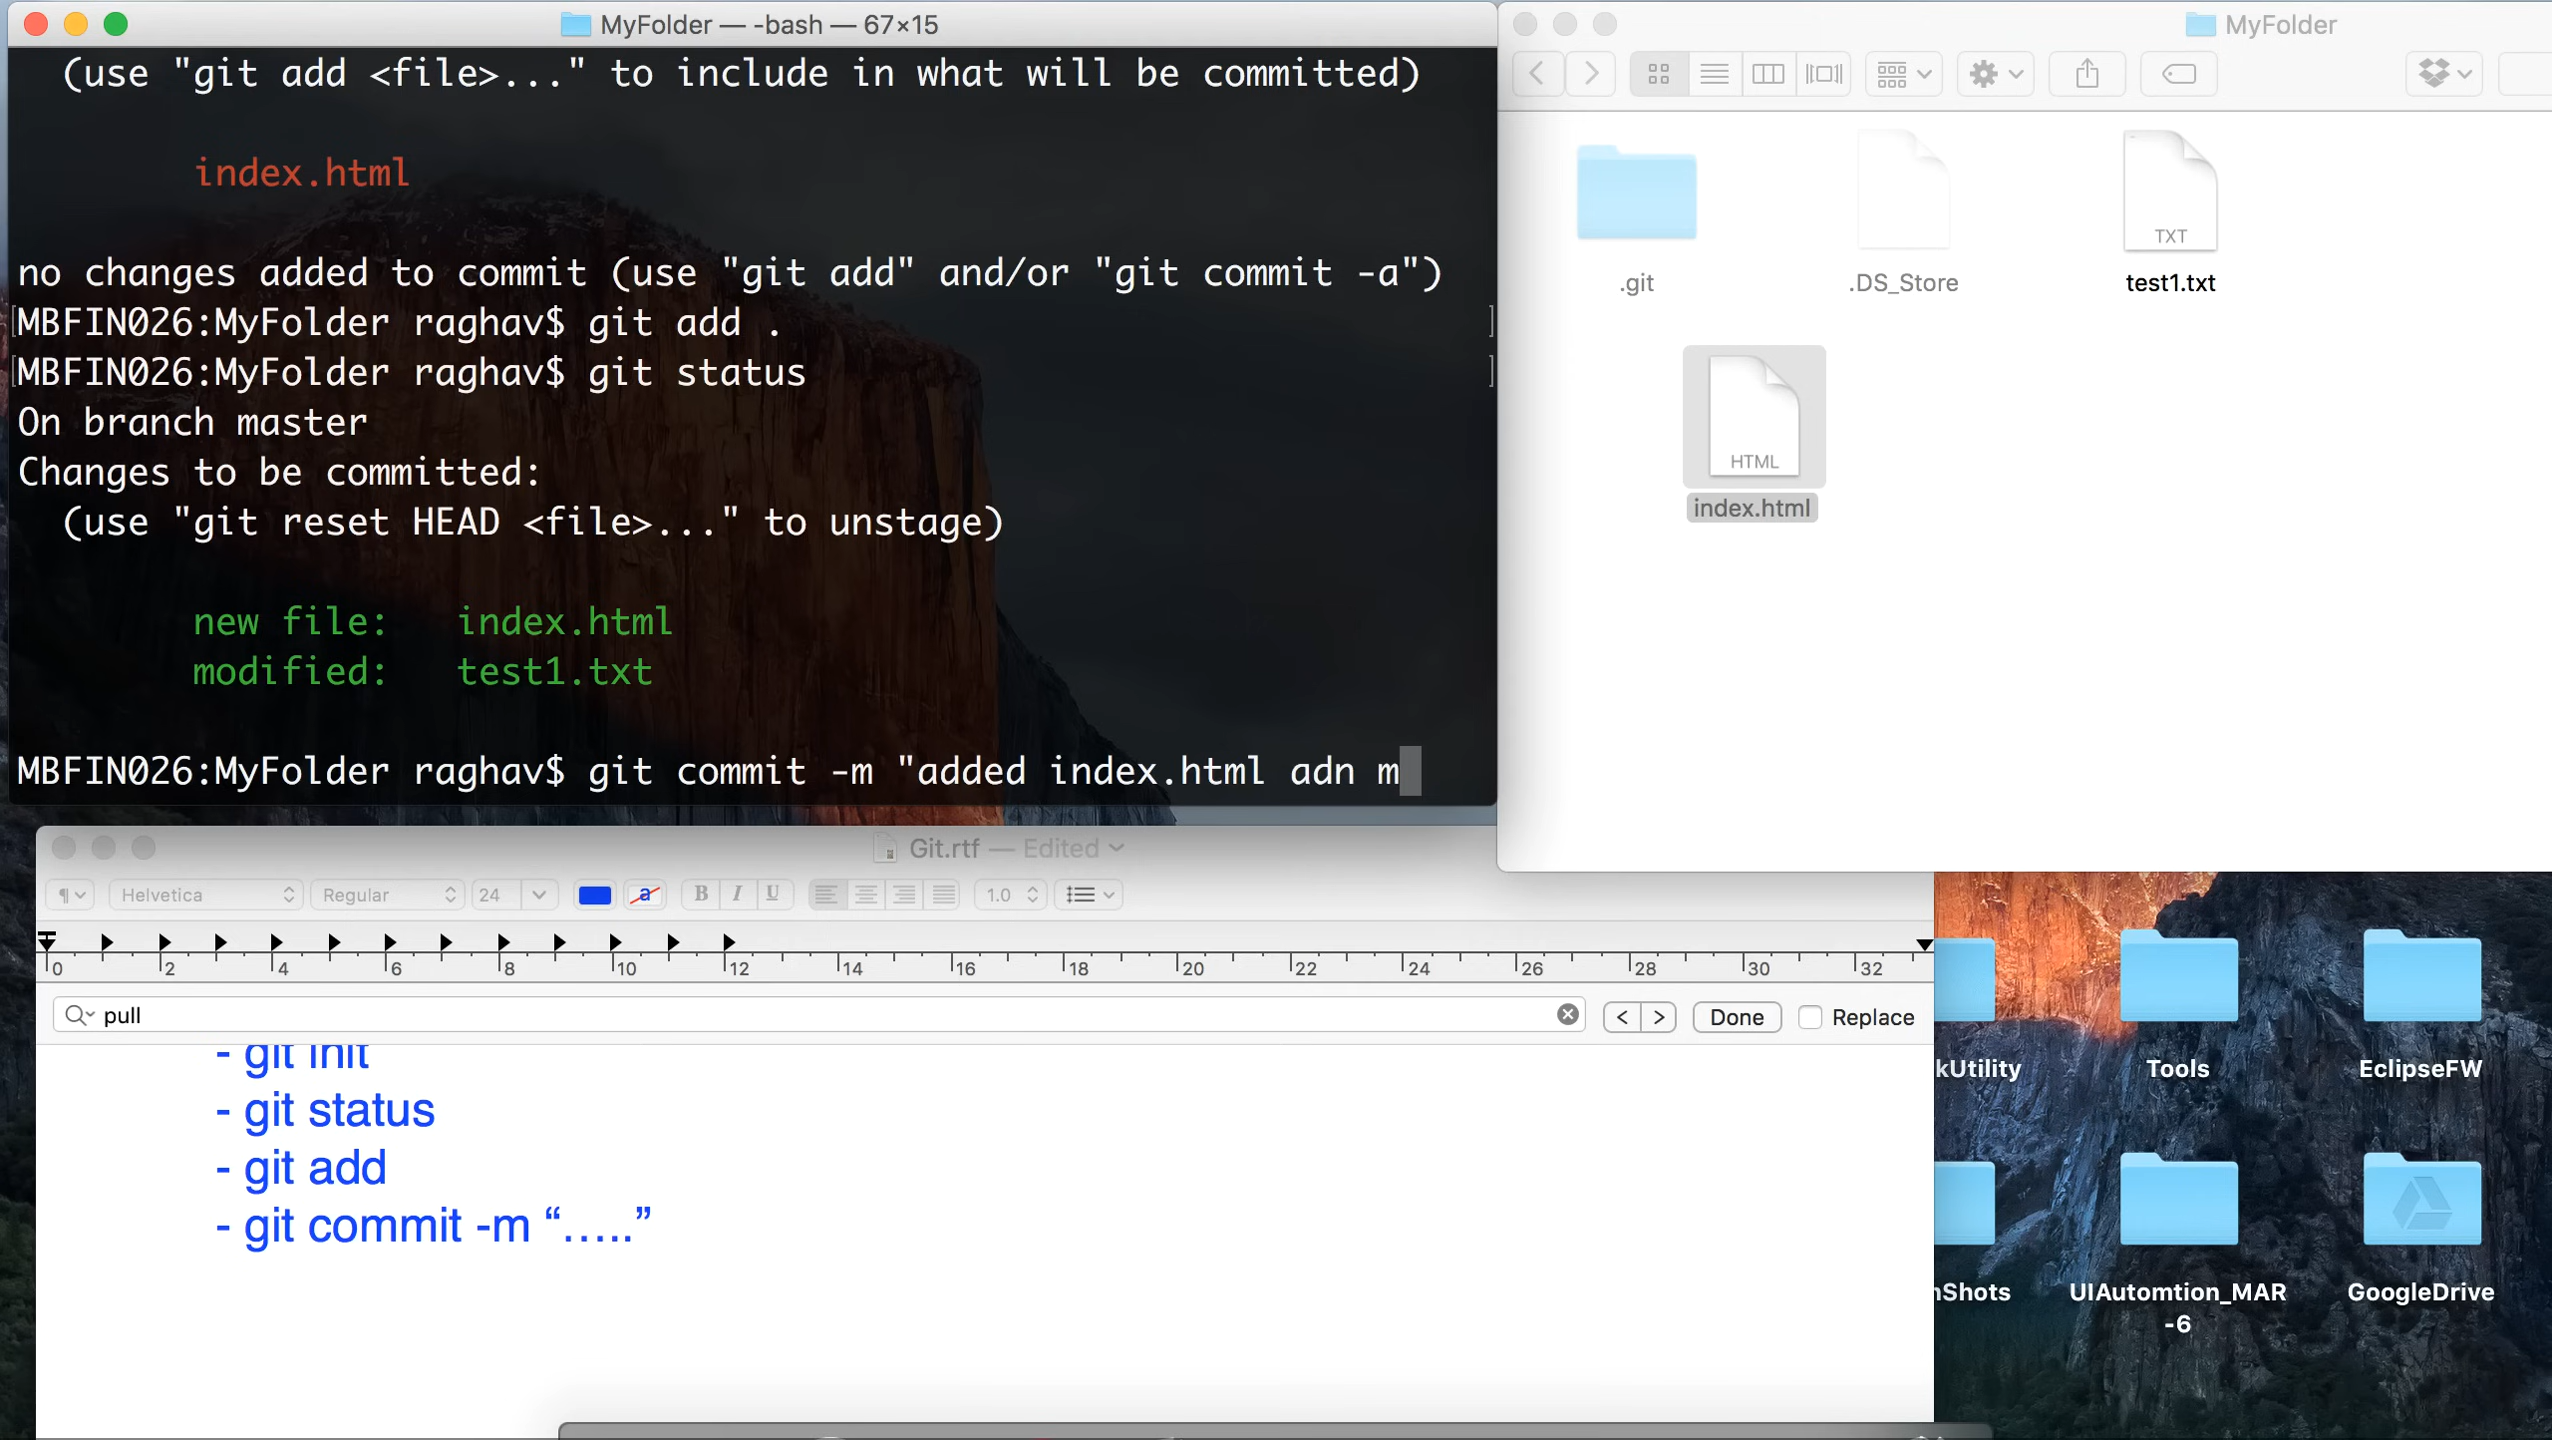 MyFolder — -bash — 67×15
(use "git add <file>..." to include in what will be committed)
index.html
no changes added to commit (use "git add" and/or "git commit -a")
[MBFIN026:MyFolder raghav$ git add . ]
[MBFIN026:MyFolder raghav$ git status ]
On branch master
Changes to be committed:
(use "git reset HEAD <file>..." to unstage)
new file: index.html
modified: test1.txt
MBFIN026:MyFolder raghav$ git commit -m "added index.html adn m
MyFolder
.git
.DS_Store
TXT
test1.txt
HTML
index.html
Git.rtf — Edited
¶ Helvetica Regular 24 a B I U 1.0
0 2 4 6 8 10 12 14 16 18 20 22 24 26 28 30 32
pull
< > Done Replace
- git init
- git status
- git add
- git commit -m “…..”
kUtility
Tools
EclipseFW
Shots
UIAutomtion_MAR
-6
GoogleDrive